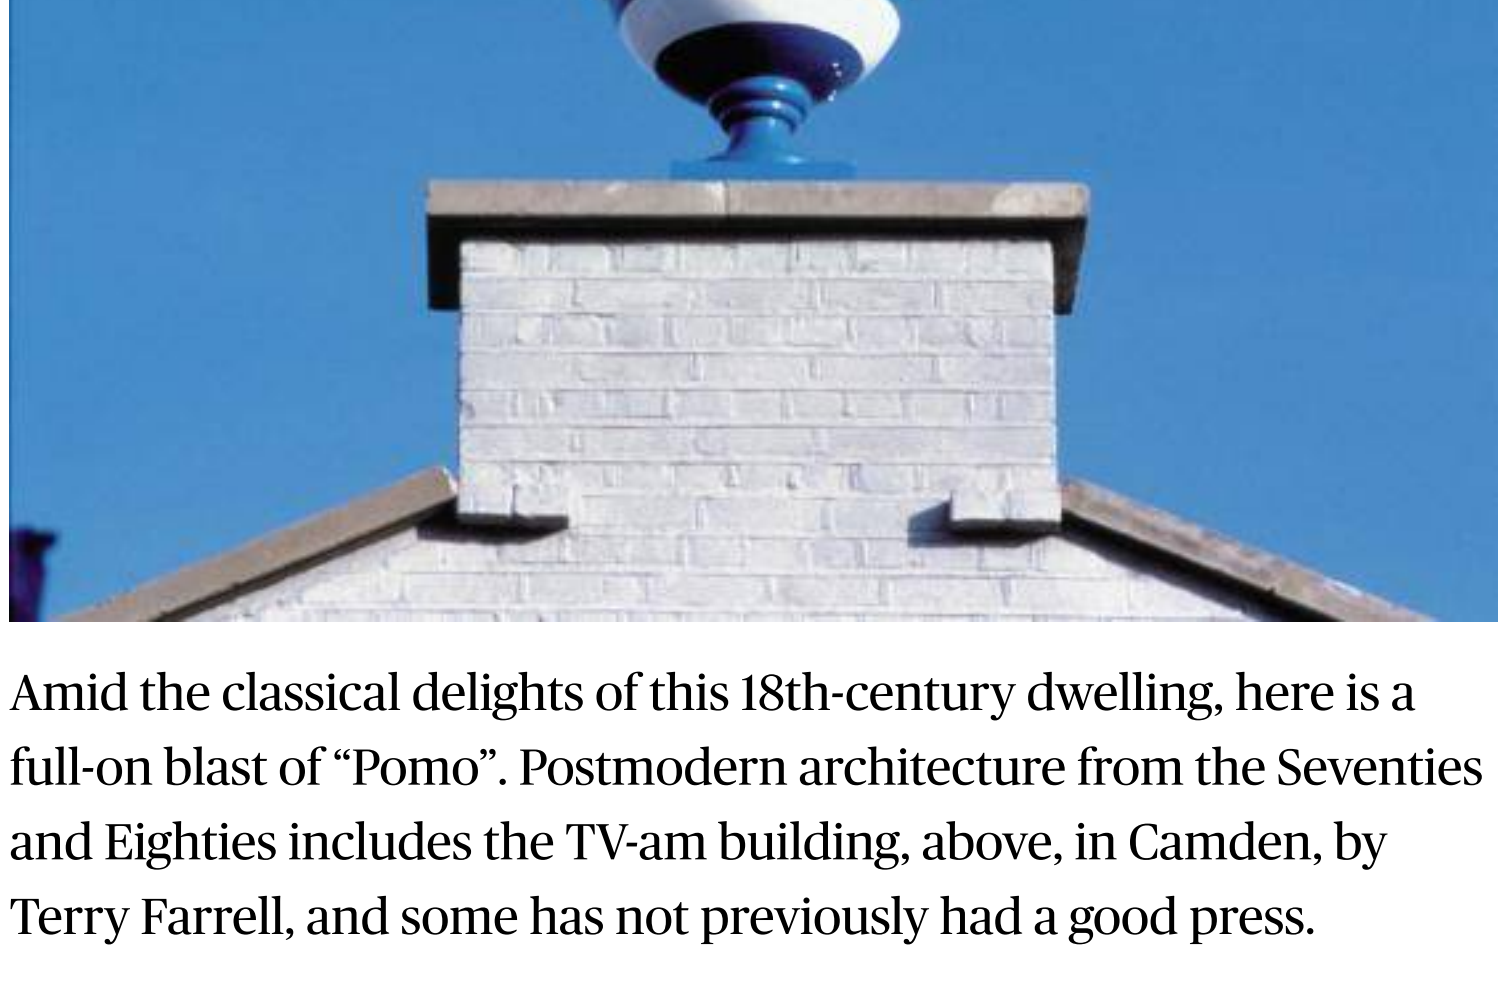 Amid the classical delights of this 18th-century dwelling, here is a
full-on blast of “Pomo”. Postmodern architecture from the Seventies
and Eighties includes the TV-am building, above, in Camden, by
Terry Farrell, and some has not previously had a good press.